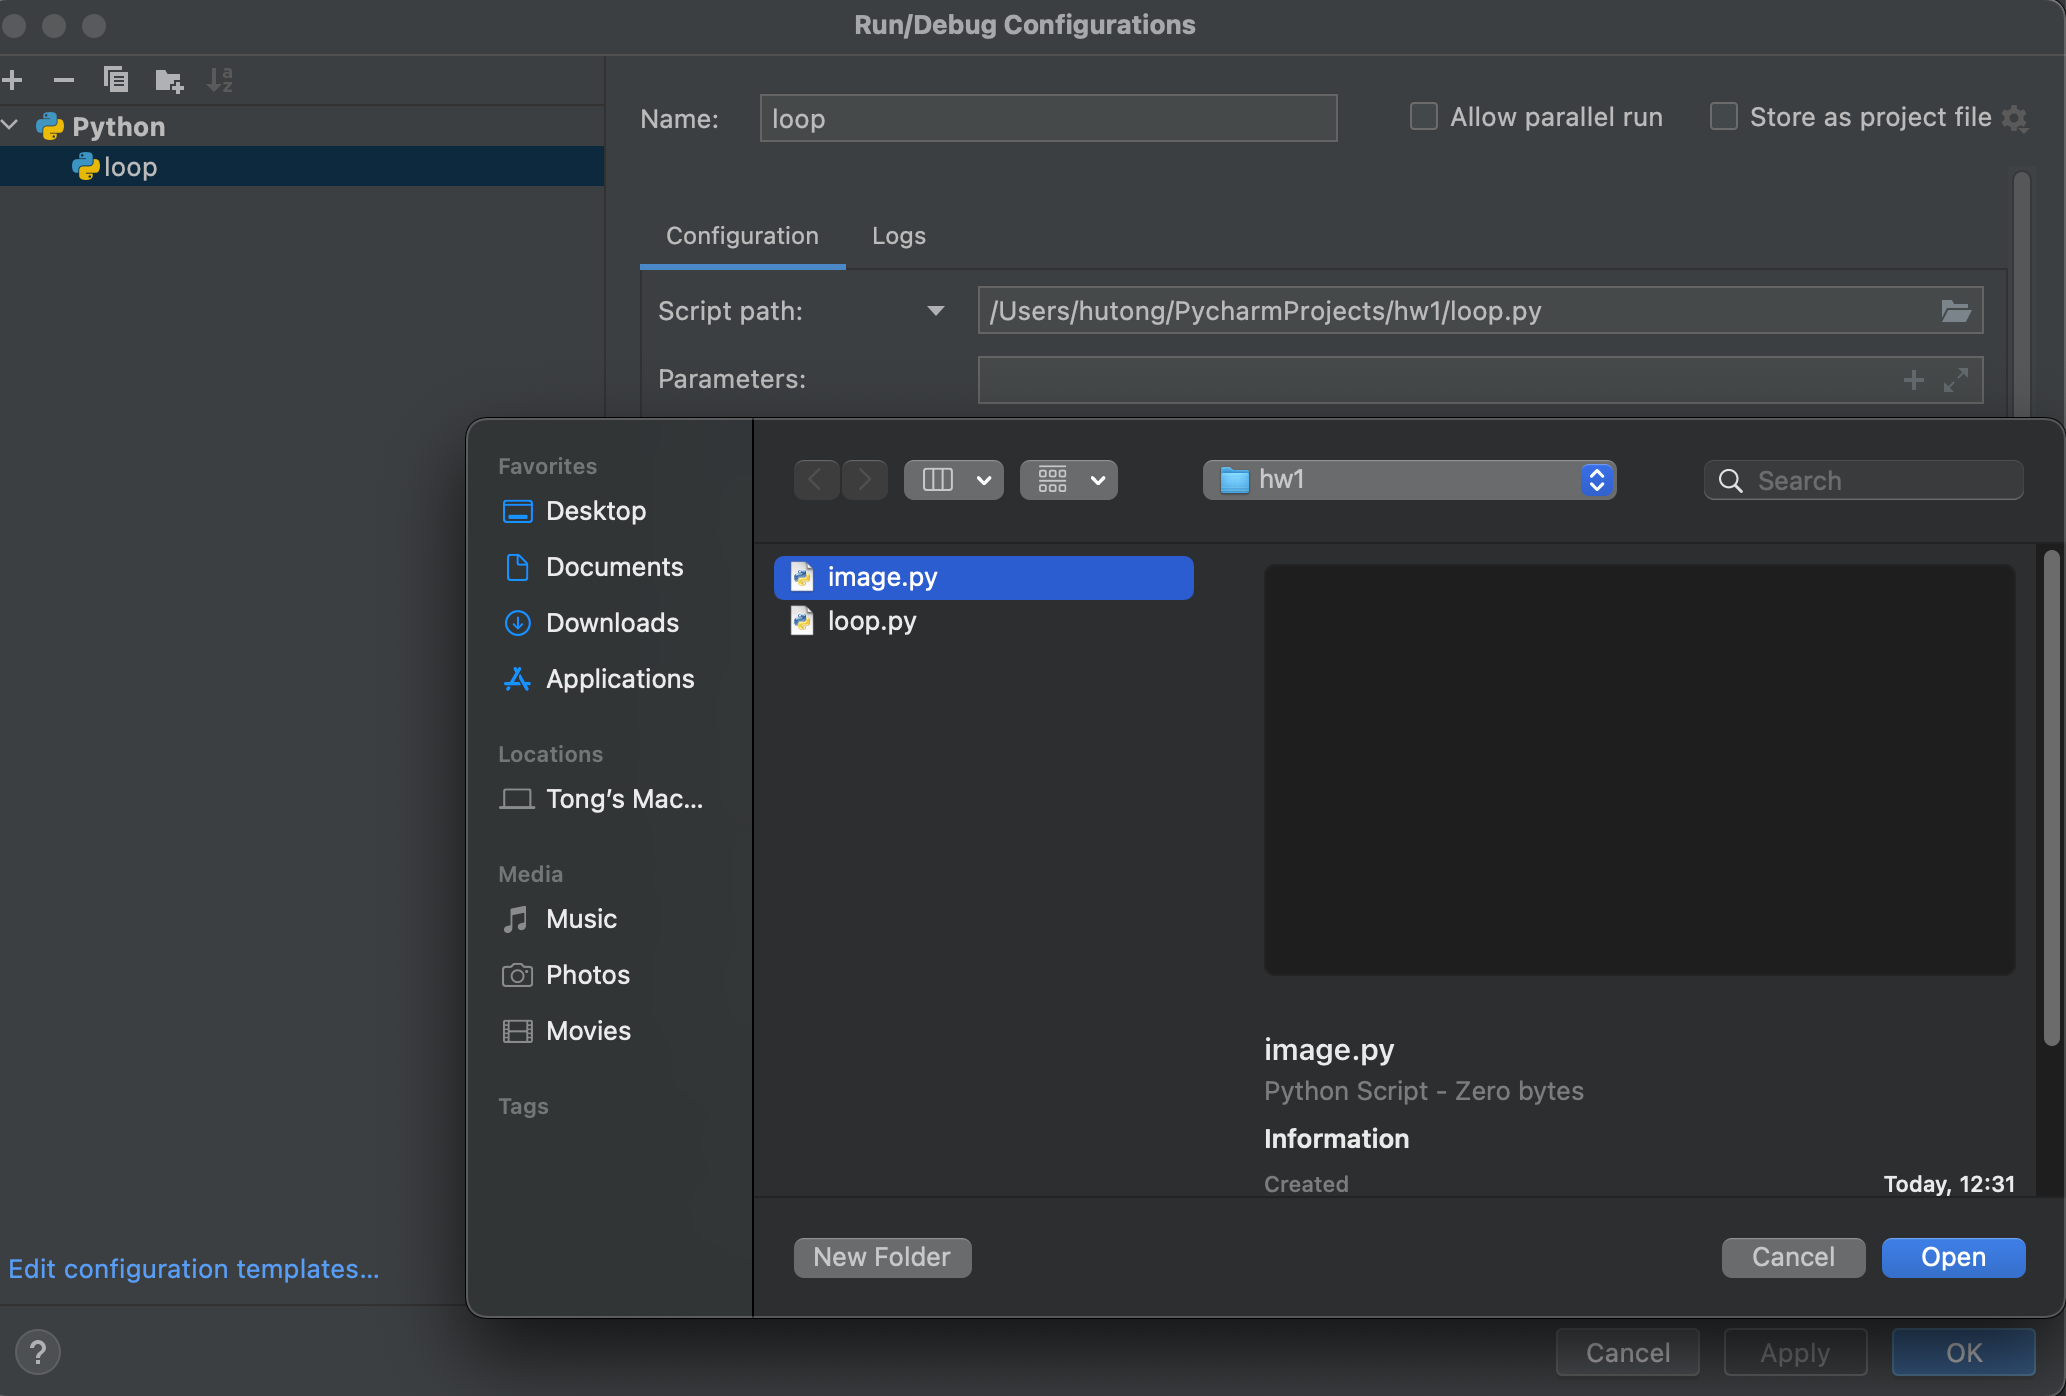 Run/Debug Configurations
Python
loop
Name:
loop
Allow parallel run
Store as project file
Configuration
Logs
Script path:
/Users/hutong/PycharmProjects/hw1/loop.py
Parameters:
Favorites
Desktop
Documents
Downloads
Applications
Locations
Tong’s Mac...
Media
Music
Photos
Movies
Tags
hw1
Search
image.py
loop.py
image.py
Python Script - Zero bytes
Information
Created
Today, 12:31
New Folder
Cancel
Open
Edit configuration templates...
?
Cancel
Apply
OK